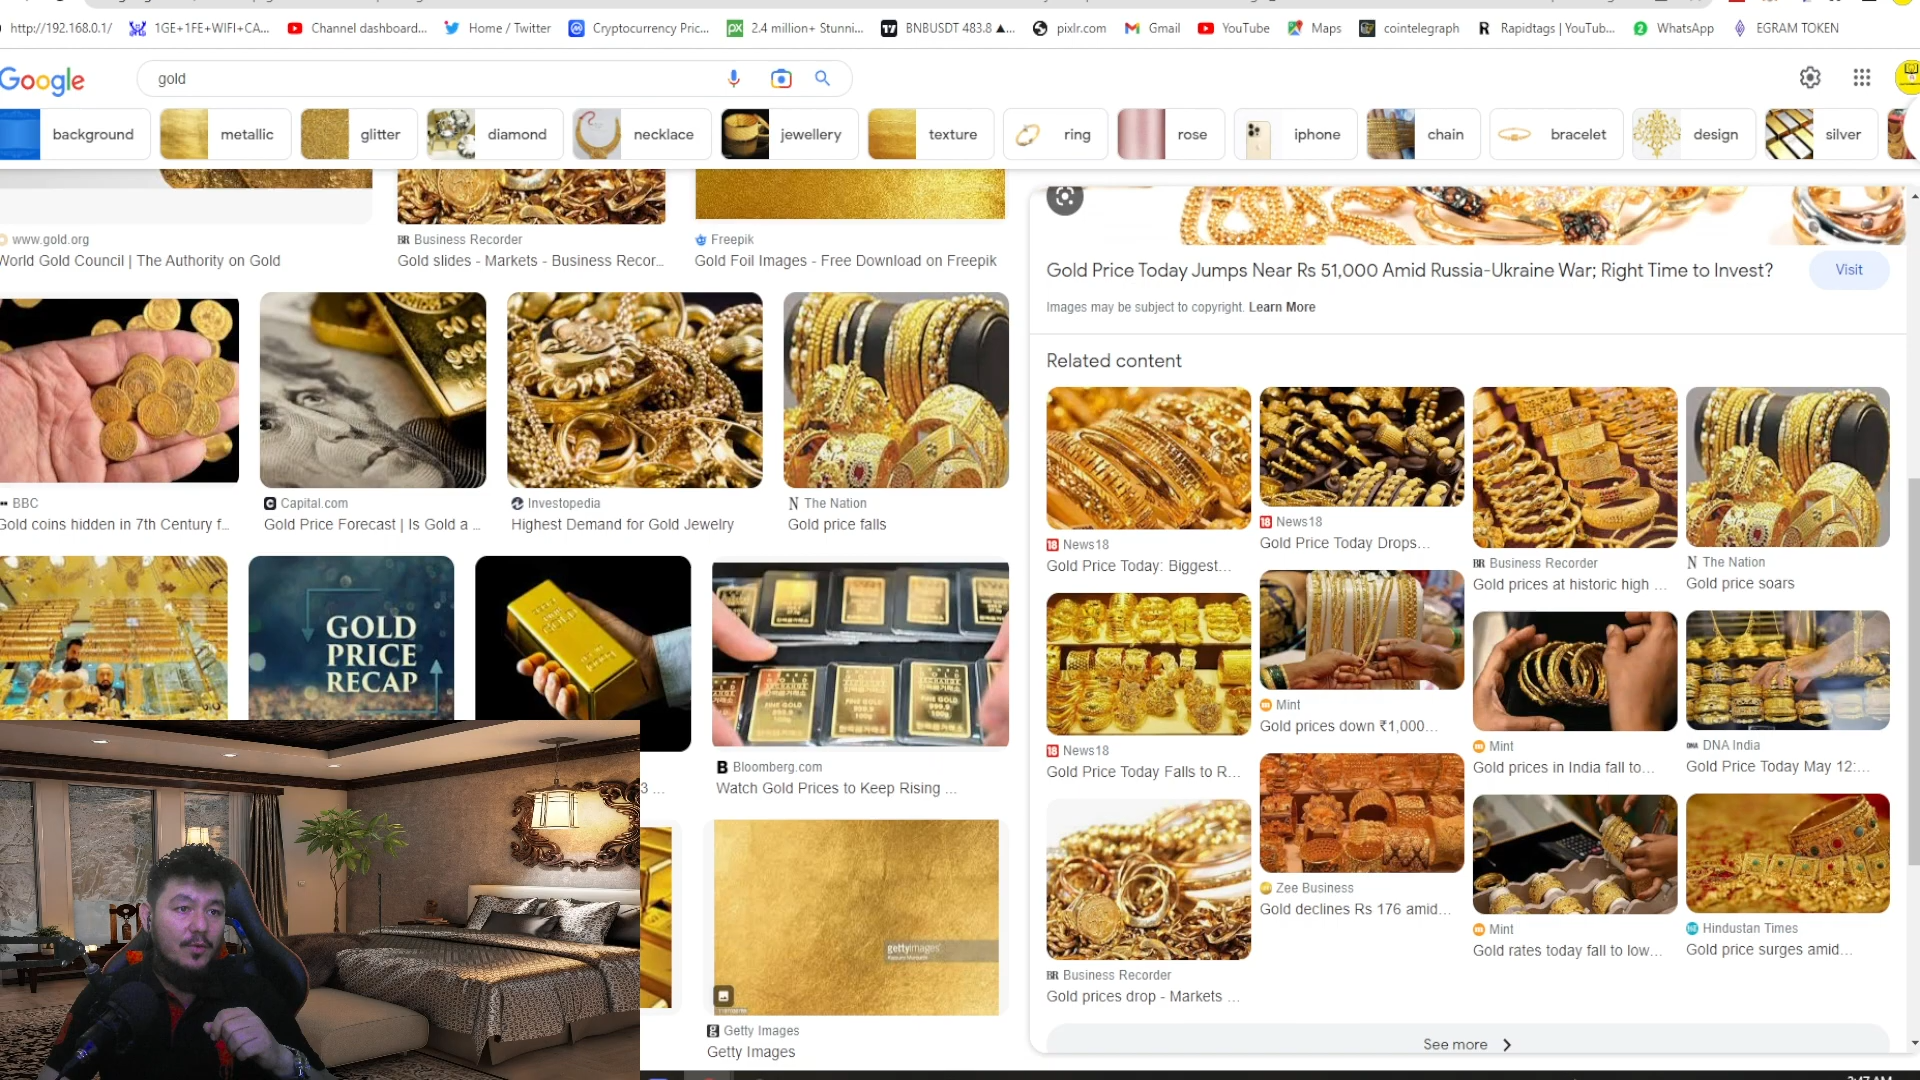 http://192.168.0.1/
1GE+1FE+WIFI+CA...
Channel dashboard...
Home / Twitter
Cryptocurrency Pric...
2.4 million+ Stunni...
BNBUSDT 483.8 ▲...
pixlr.com
Gmail
YouTube
Maps
cointelegraph
Rapidtags | YouTub...
WhatsApp
EGRAM TOKEN
Google
gold
background
metallic
glitter
diamond
necklace
jewellery
texture
ring
rose
iphone
chain
bracelet
design
silver
www.gold.org
World Gold Council | The Authority on Gold
Business Recorder
Gold slides - Markets - Business Recor...
Freepik
Gold Foil Images - Free Download on Freepik
BBC
Gold coins hidden in 7th Century f...
Capital.com
Gold Price Forecast | Is Gold a ...
Investopedia
Highest Demand for Gold Jewelry
The Nation
Gold price falls
GOLD
PRICE
RECAP
3 ...
Bloomberg.com
Watch Gold Prices to Keep Rising ...
gettyimages
Getty Images
Getty Images
Gold Price Today Jumps Near Rs 51,000 Amid Russia-Ukraine War; Right Time to Invest?
Visit
Images may be subject to copyright. Learn More
Related content
News18
Gold Price Today: Biggest...
News18
Gold Price Today Drops...
Business Recorder
Gold prices at historic high ...
The Nation
Gold price soars
News18
Gold Price Today Falls to R...
Mint
Gold prices down ₹1,000...
Mint
Gold prices in India fall to...
DNA India
Gold Price Today May 12:...
Business Recorder
Gold prices drop - Markets ...
Zee Business
Gold declines Rs 176 amid...
Mint
Gold rates today fall to low...
Hindustan Times
Gold price surges amid...
See more